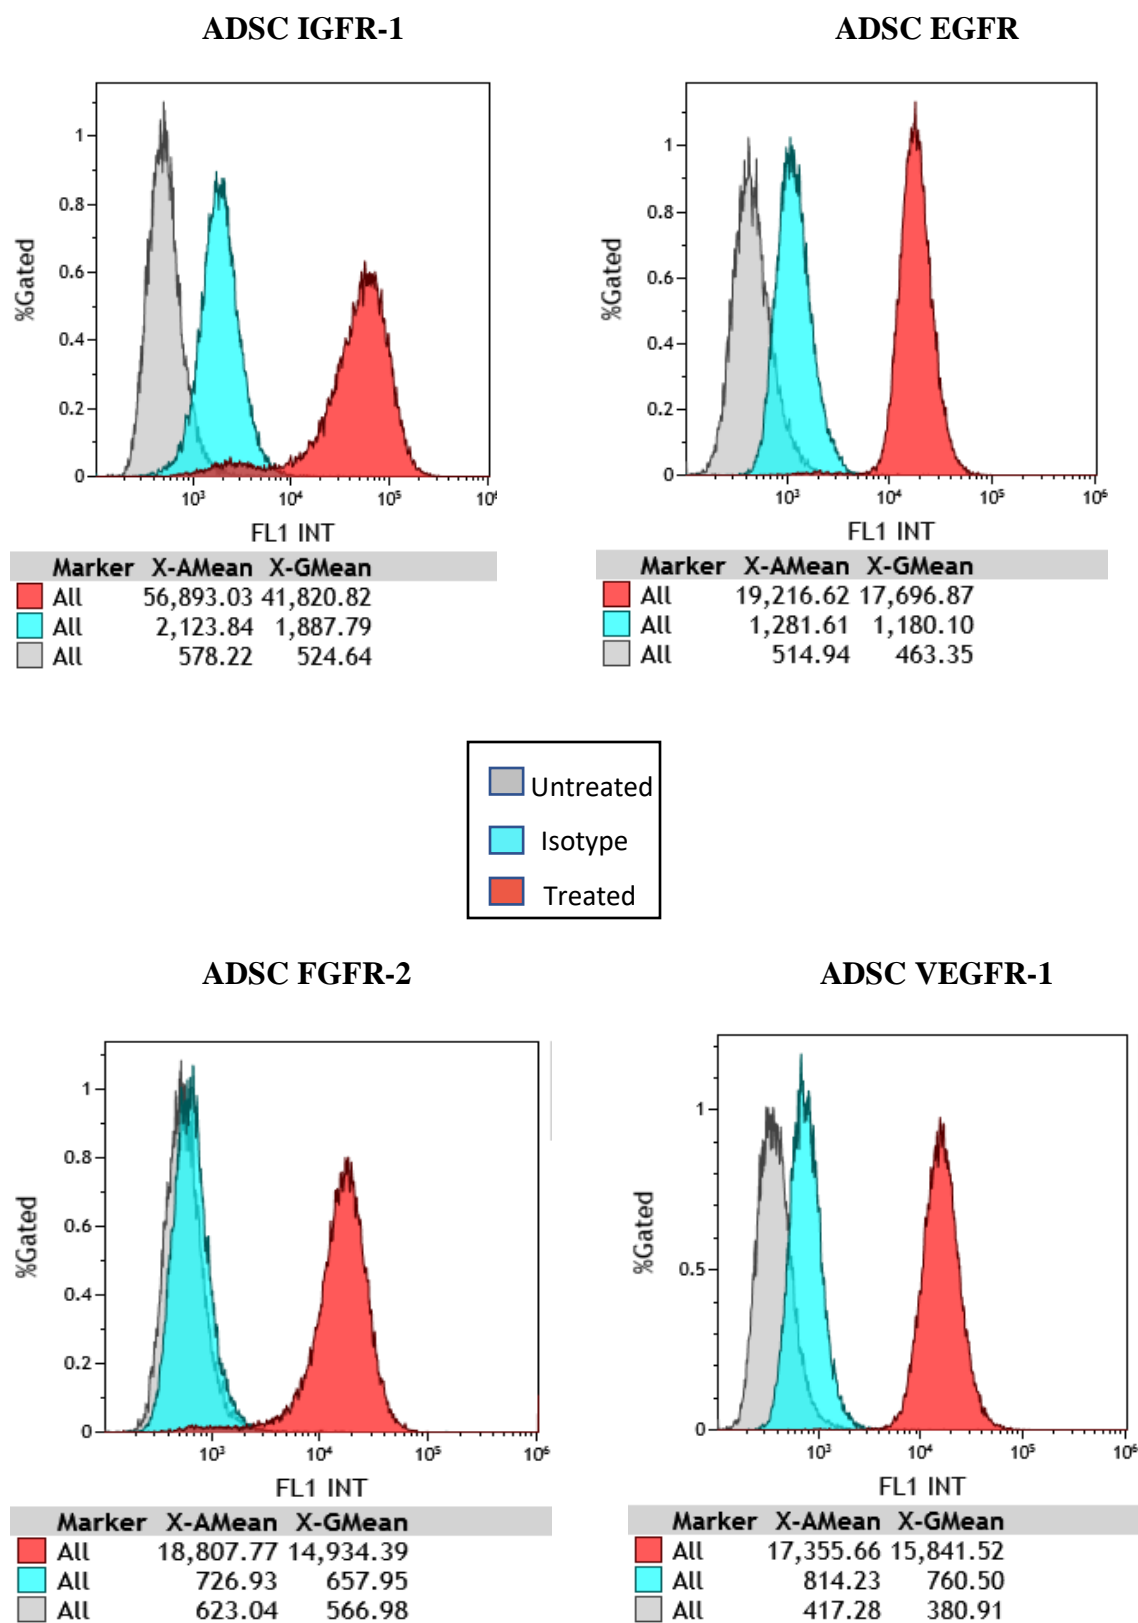 ADSC IGFR-1
%Gated
1
0.8
0.6
0.4
0.2
0
10³ 10⁴ 10⁵ 10⁶
FL1 INT
Marker X-AMean X-GMean
All 56,893.03 41,820.82
All 2,123.84 1,887.79
All 578.22 524.64
ADSC EGFR
%Gated
1
0.8
0.6
0.4
0.2
0
10³ 10⁴ 10⁵ 10⁶
FL1 INT
Marker X-AMean X-GMean
All 19,216.62 17,696.87
All 1,281.61 1,180.10
All 514.94 463.35
Untreated
Isotype
Treated
ADSC FGFR-2
%Gated
1
0.8
0.6
0.4
0.2
0
10³ 10⁴ 10⁵ 10⁶
FL1 INT
Marker X-AMean X-GMean
All 18,807.77 14,934.39
All 726.93 657.95
All 623.04 566.98
ADSC VEGFR-1
%Gated
1
0.5
0
10³ 10⁴ 10⁵ 10⁶
FL1 INT
Marker X-AMean X-GMean
All 17,355.66 15,841.52
All 814.23 760.50
All 417.28 380.91